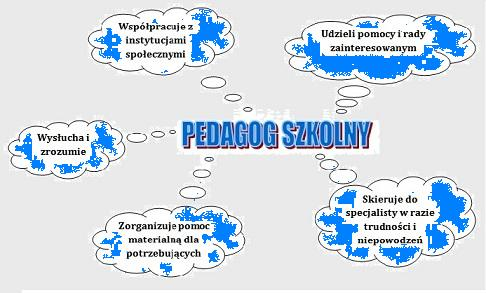 Współpracuje z
instytucjami
społecznymi
Udzieli pomocy i rady
zainteresowanym
PEDAGOG SZKOLNY
Wysłucha i
zrozumie
Skieruje do
specjalisty w razie
trudności i
niepowodzeń
Zorganizuje pomoc
materialną dla
potrzebujących